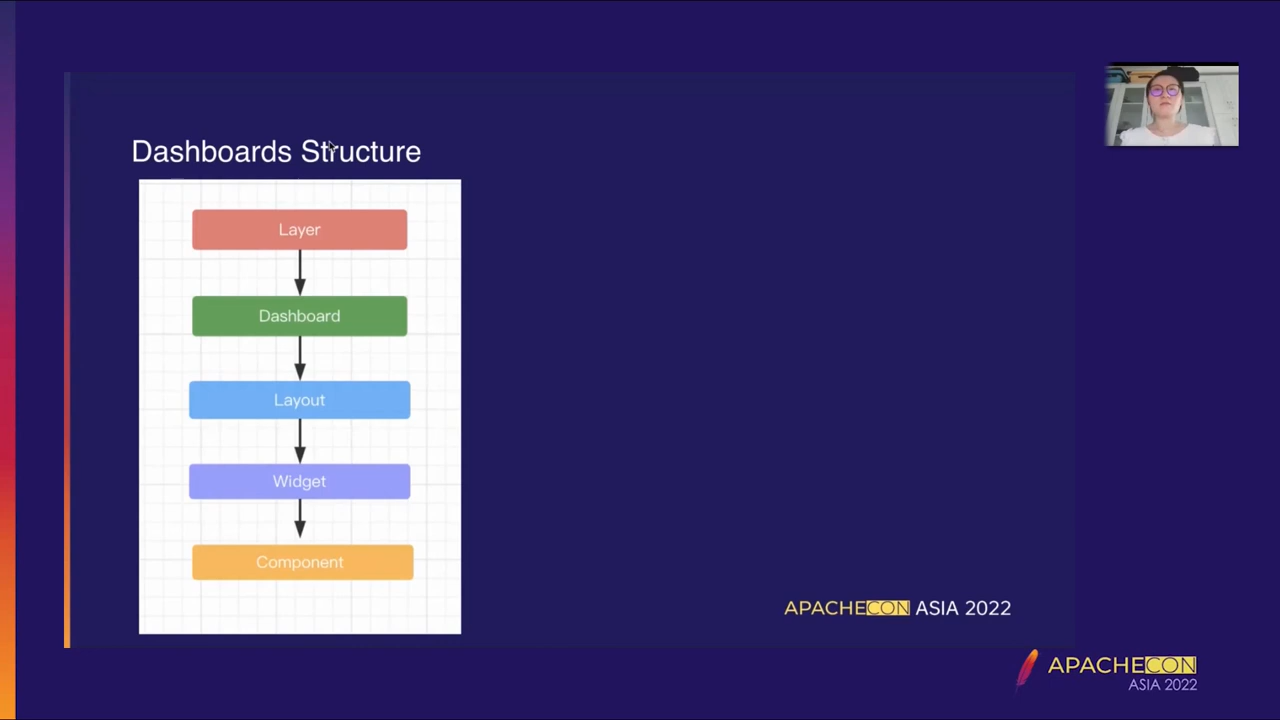 Dashboards Structure
Layer
Dashboard
Layout
Widget
Component
APACHECON ASIA 2022
APACHECON
ASIA 2022